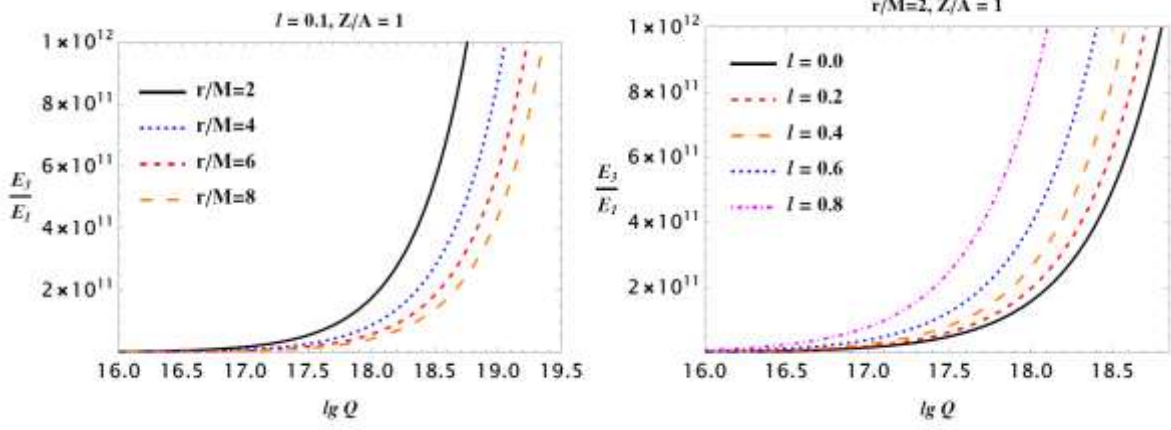 l = 0.1, Z/A = 1
1×10¹²
8×10¹¹
6×10¹¹
4×10¹¹
2×10¹¹
E₃
E₁
r/M=2
r/M=4
r/M=6
r/M=8
16.0 16.5 17.0 17.5 18.0 18.5 19.0 19.5
lg Q
r/M=2, Z/A = 1
1×10¹²
8×10¹¹
6×10¹¹
4×10¹¹
2×10¹¹
E₃
E₁
l = 0.0
l = 0.2
l = 0.4
l = 0.6
l = 0.8
16.0 16.5 17.0 17.5 18.0 18.5
lg Q